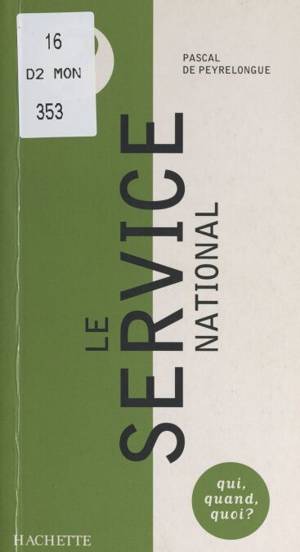 16
D2 MON
353
PASCAL
DE PEYRELONGUE
LE
SERVICE
NATIONAL
qui,
quand,
quoi?
HACHETTE